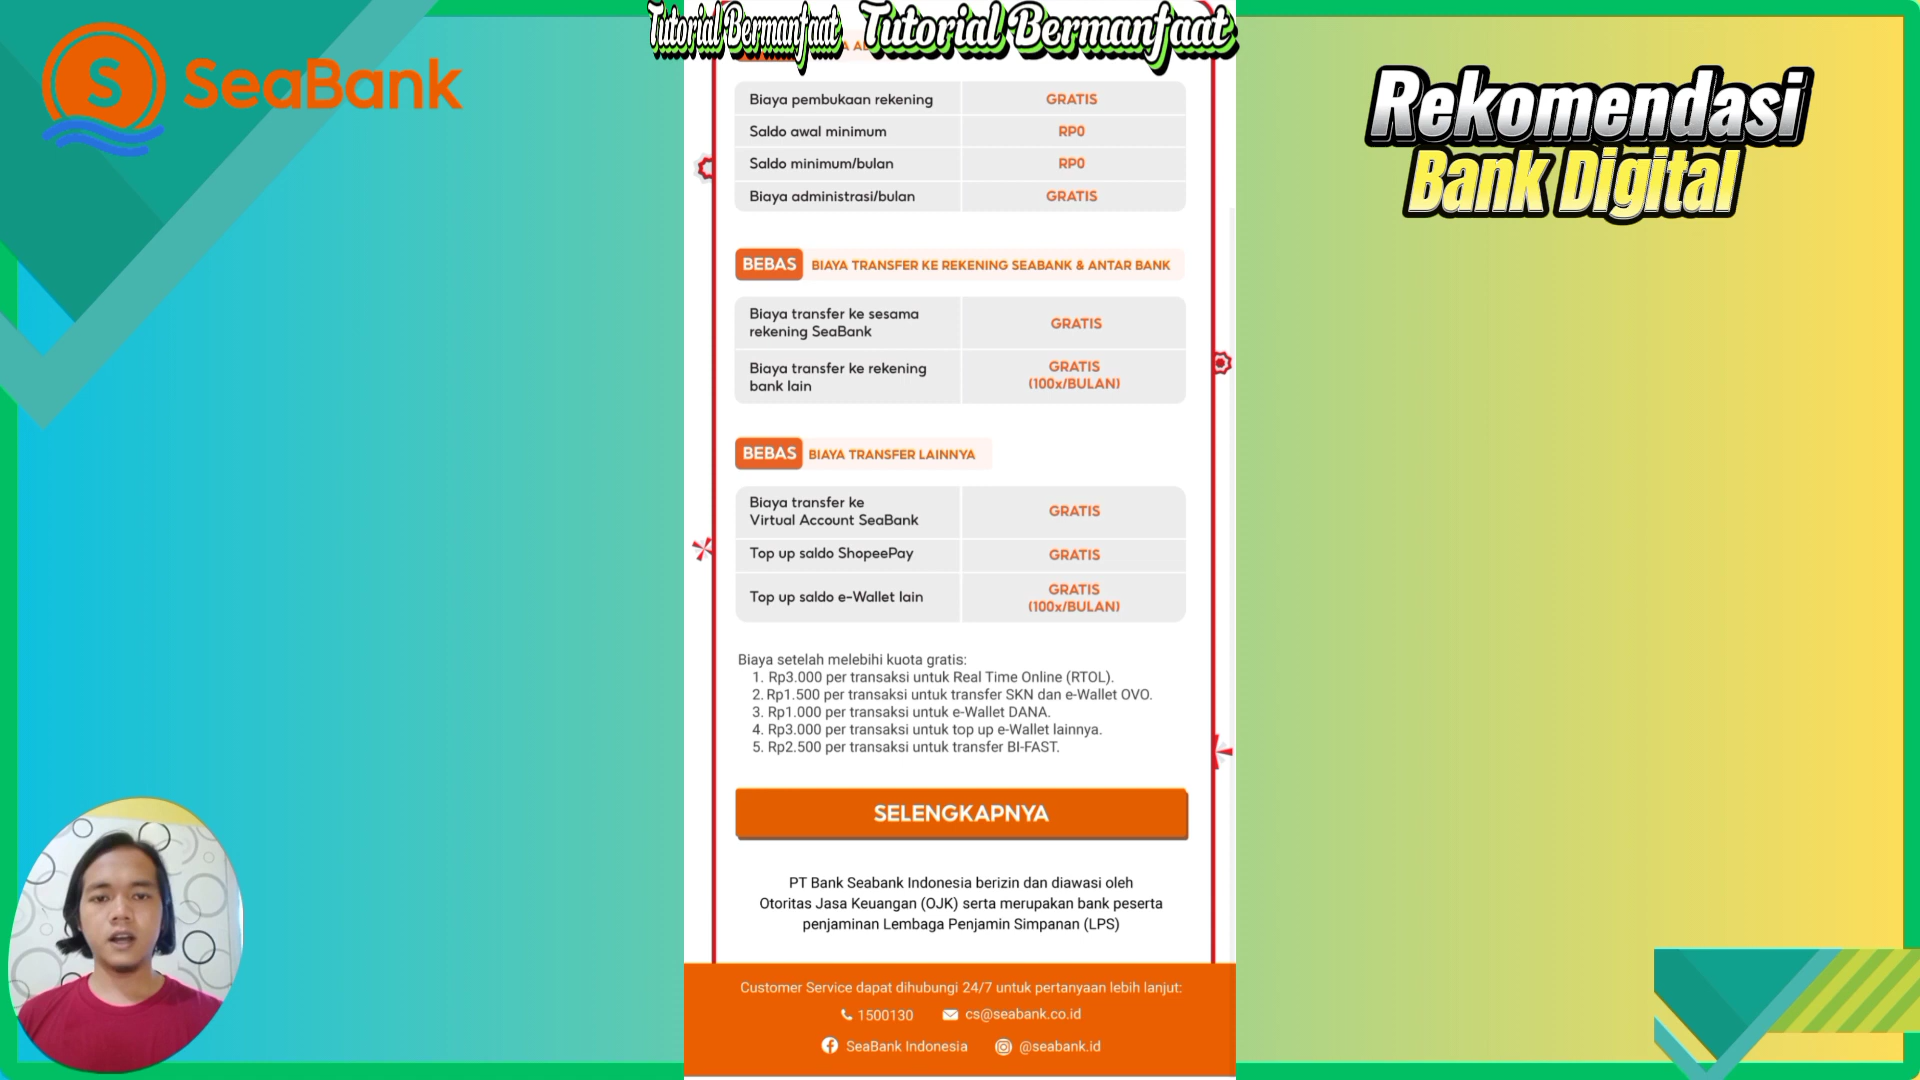 Tutorial Bermanfaat Tutorial Bermanfaat
S SeaBank
Rekomendasi
Bank Digital
Biaya pembukaan rekening GRATIS
Saldo awal minimum RP0
Saldo minimum/bulan RP0
Biaya administrasi/bulan GRATIS
BEBAS BIAYA TRANSFER KE REKENING SEABANK & ANTAR BANK
Biaya transfer ke sesama
rekening SeaBank
GRATIS
Biaya transfer ke rekening
bank lain
GRATIS
(100x/BULAN)
BEBAS BIAYA TRANSFER LAINNYA
Biaya transfer ke
Virtual Account SeaBank
GRATIS
Top up saldo ShopeePay GRATIS
Top up saldo e-Wallet lain
GRATIS
(100x/BULAN)
Biaya setelah melebihi kuota gratis:
1. Rp3.000 per transaksi untuk Real Time Online (RTOL).
2. Rp1.500 per transaksi untuk transfer SKN dan e-Wallet OVO.
3. Rp1.000 per transaksi untuk e-Wallet DANA.
4. Rp3.000 per transaksi untuk top up e-Wallet lainnya.
5. Rp2.500 per transaksi untuk transfer BI-FAST.
SELENGKAPNYA
PT Bank Seabank Indonesia berizin dan diawasi oleh
Otoritas Jasa Keuangan (OJK) serta merupakan bank peserta
penjaminan Lembaga Penjamin Simpanan (LPS)
Customer Service dapat dihubungi 24/7 untuk pertanyaan lebih lanjut:
1500130 cs@seabank.co.id
SeaBank Indonesia @seabank.id